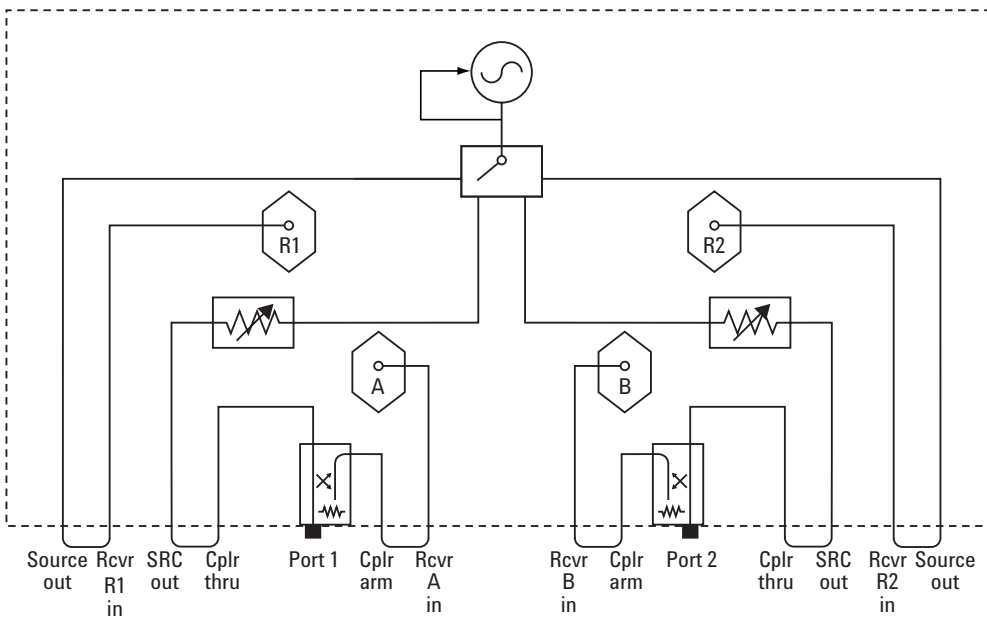 R1
R2
A
B
Source
out
Rcvr
R1
in
SRC
out
Cplr
thru
Port 1
Cplr
arm
Rcvr
A
in
Rcvr
B
in
Cplr
arm
Port 2
Cplr
thru
SRC
out
Rcvr
R2
in
Source
out